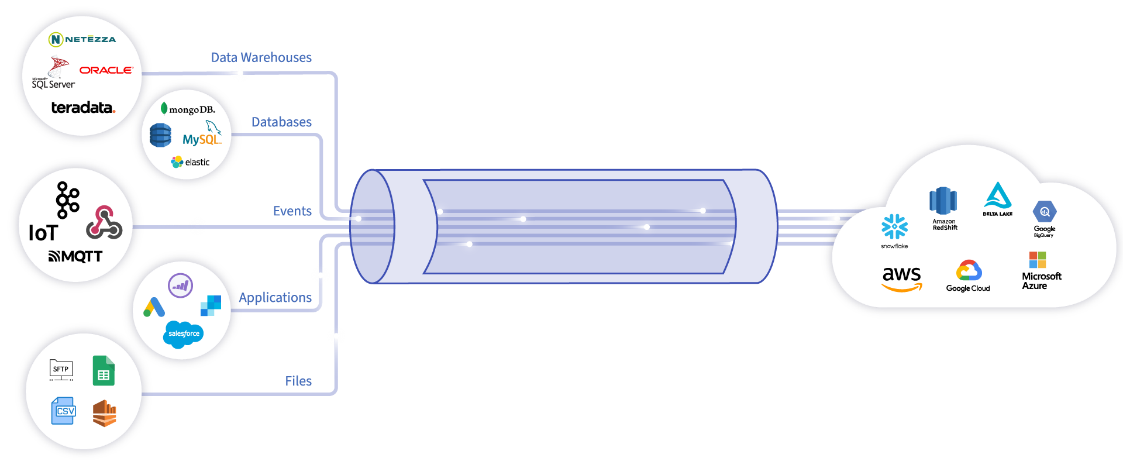 NETEZZA
Microsoft
SQL Server
ORACLE
teradata.
Data Warehouses
mongoDB.
MySQL
elastic
Databases
IoT
MQTT
Events
salesforce
Applications
SFTP
CSV
Files
snowflake
Amazon
RedShift
DELTA LAKE
Google
BigQuery
aws
Google Cloud
Microsoft
Azure